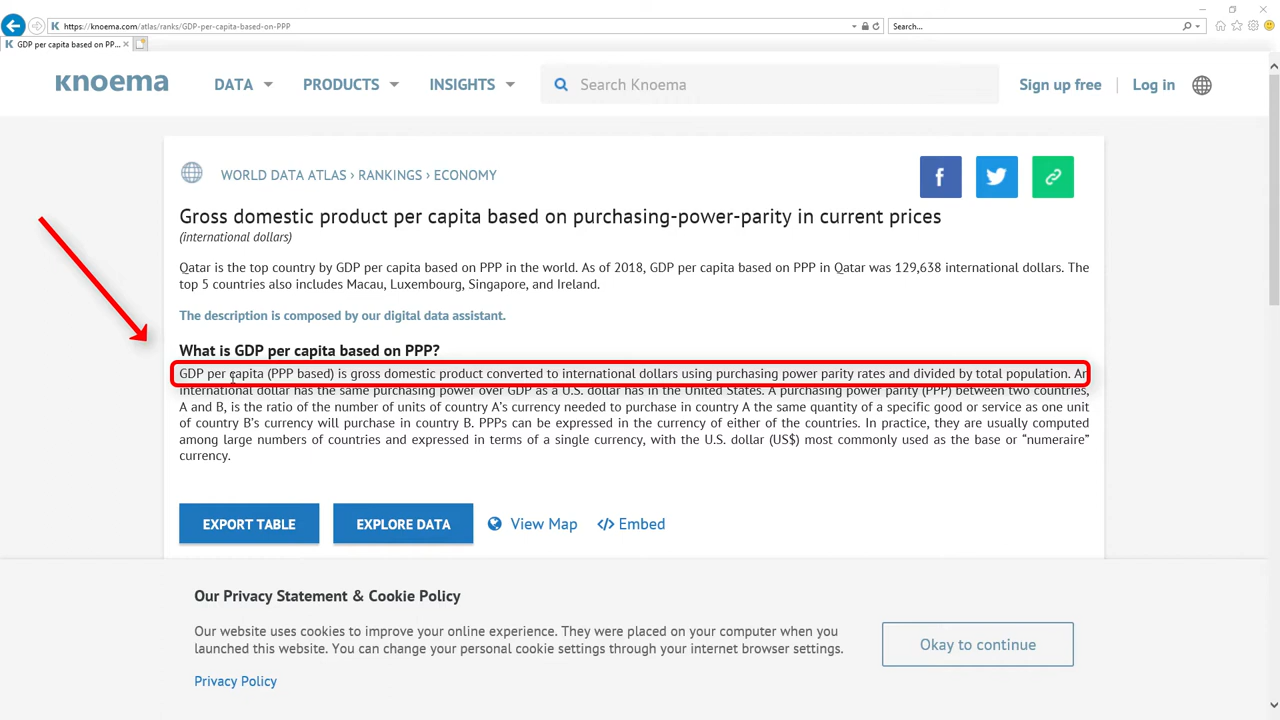 https://knoema.com/atlas/ranks/GDP-per-capita-based-on-PPP
Search...
K GDP per capita based on PP...
knoema DATA PRODUCTS INSIGHTS Search Knoema Sign up free Log in
WORLD DATA ATLAS › RANKINGS › ECONOMY
Gross domestic product per capita based on purchasing-power-parity in current prices
(international dollars)
Qatar is the top country by GDP per capita based on PPP in the world. As of 2018, GDP per capita based on PPP in Qatar was 129,638 international dollars. The
top 5 countries also includes Macau, Luxembourg, Singapore, and Ireland.
The description is composed by our digital data assistant.
What is GDP per capita based on PPP?
GDP per capita (PPP based) is gross domestic product converted to international dollars using purchasing power parity rates and divided by total population. An
international dollar has the same purchasing power over GDP as a U.S. dollar has in the United States. A purchasing power parity (PPP) between two countries,
A and B, is the ratio of the number of units of country A's currency needed to purchase in country A the same quantity of a specific good or service as one unit
of country B's currency will purchase in country B. PPPs can be expressed in the currency of either of the countries. In practice, they are usually computed
among large numbers of countries and expressed in terms of a single currency, with the U.S. dollar (US$) most commonly used as the base or “numeraire”
currency.
EXPORT TABLE EXPLORE DATA View Map </> Embed
Our Privacy Statement & Cookie Policy
Our website uses cookies to improve your online experience. They were placed on your computer when you
launched this website. You can change your personal cookie settings through your internet browser settings.
Okay to continue
Privacy Policy